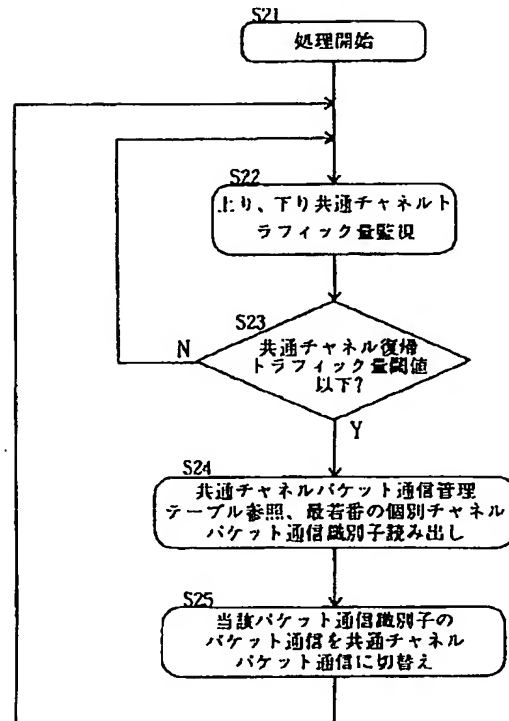 S21
処理開始
S22
上り、下り共通チャネルト
ラフィック量監視
S23
共通チャネル復帰
トラフィック量閾値
以下?
N
Y
S24
共通チャネルパケット通信管理
テーブル参照、最若番の個別チャネル
パケット通信識別子読み出し
S25
当該パケット通信識別子の
パケット通信を共通チャネル
パケット通信に切替え